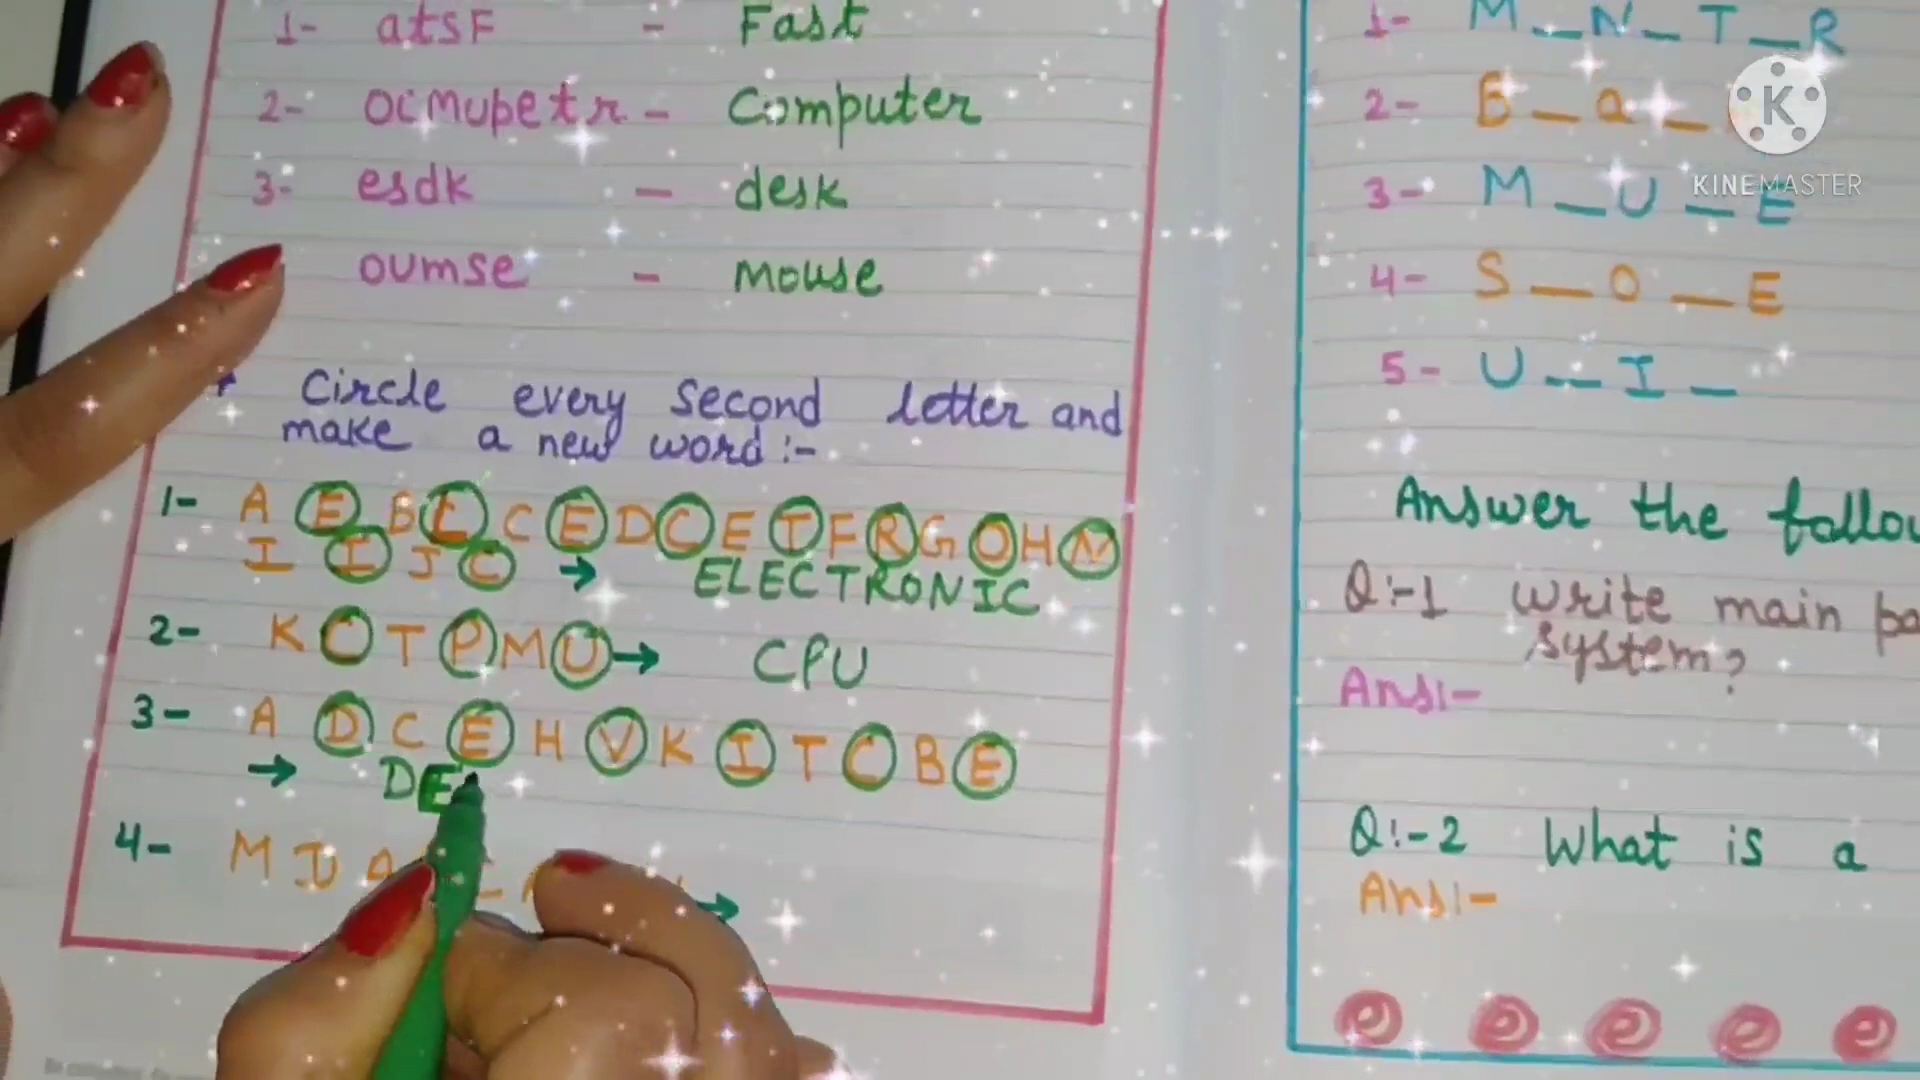 1- atsF - Fast
2- ocmupetr - Computer
3- esdk - desk
oumse - Mouse
* Circle every second letter and
make a new word :-
1- A E B L C E D C E T F R G O H N
I I J C → ELECTRONIC
2- K C T P M U → CPU
3- A D C E H V K I T C B E
→ DE
4- M I A →
1- M _ N _ T _ R
2- B _ a _
3- M _ U _ E
4- S _ O _ E
5- U _ I _
Answer the
Q:-1 Write main
system?
Ans:-
Q:-2 What is a
Ans:-
K
KINEMASTER